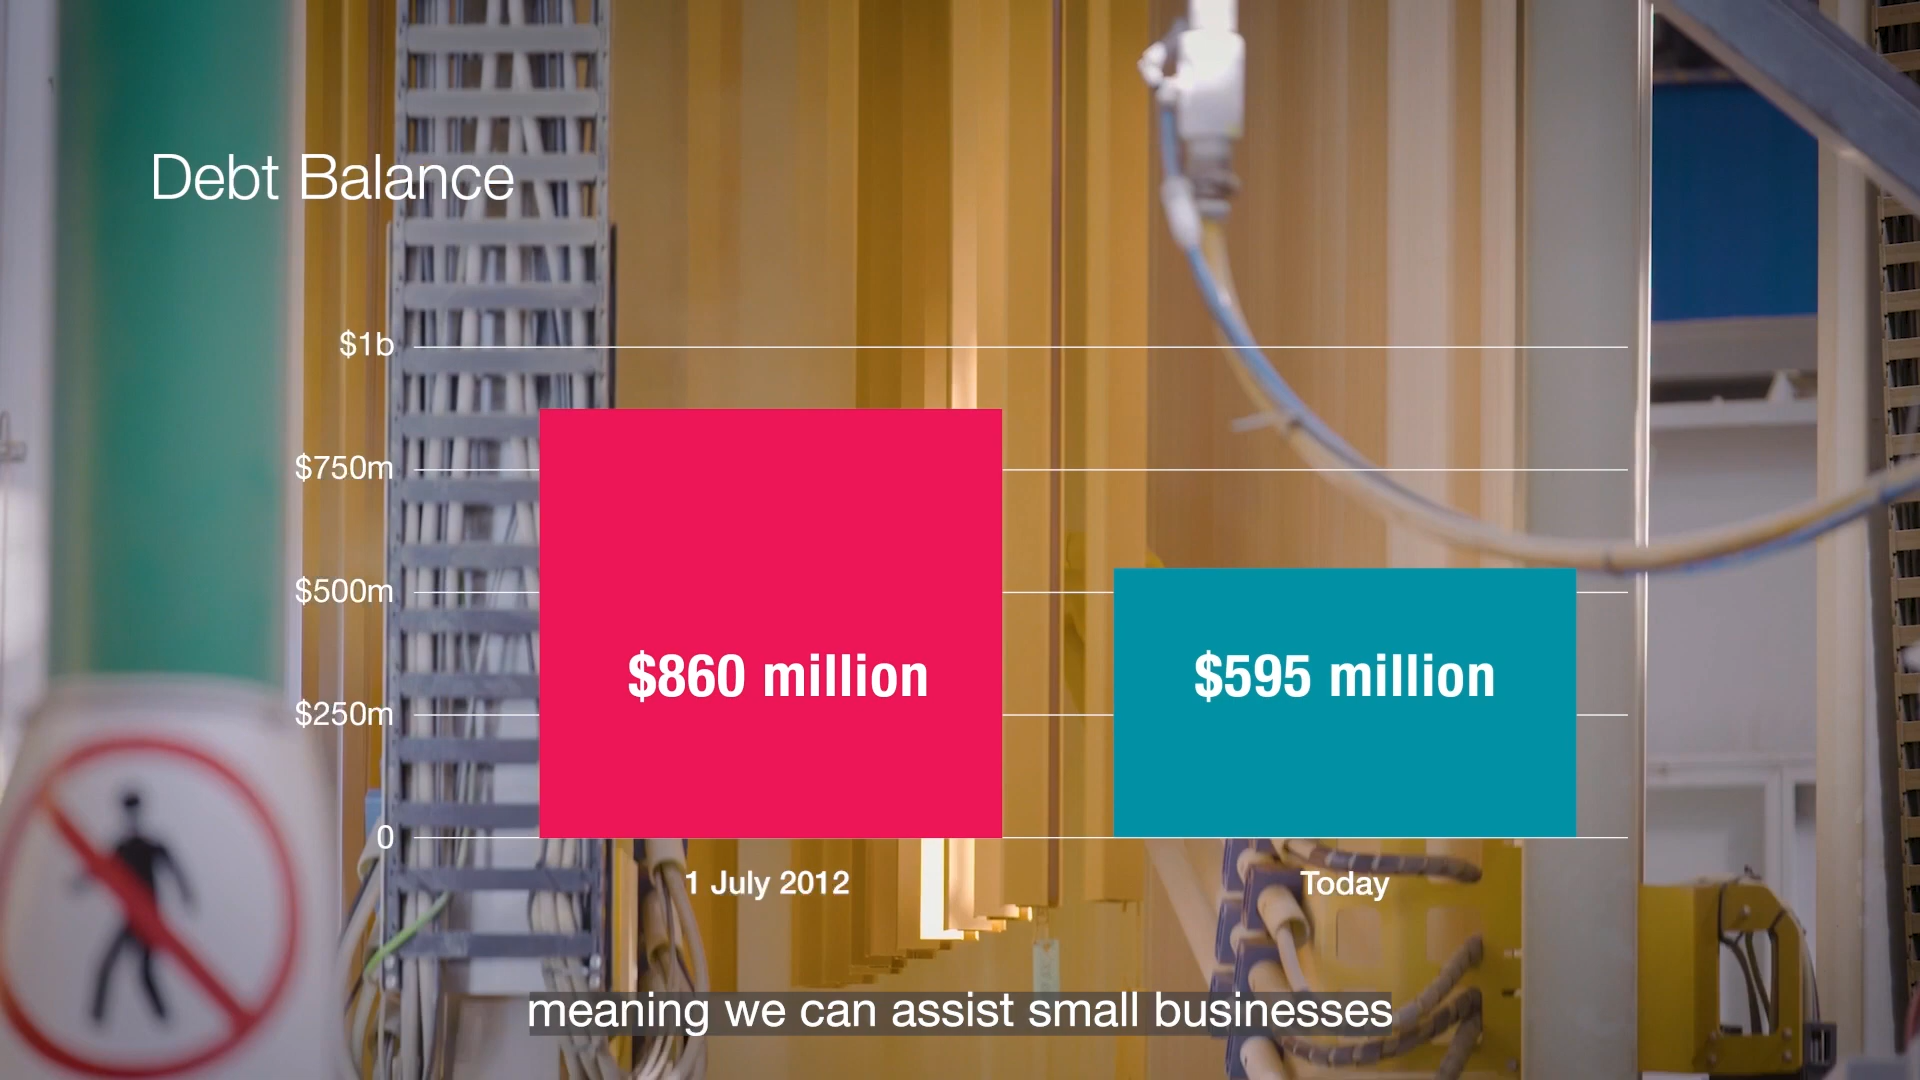 Debt Balance
$1b
$750m
$500m
$250m
0
$860 million
$595 million
1 July 2012
Today
meaning we can assist small businesses